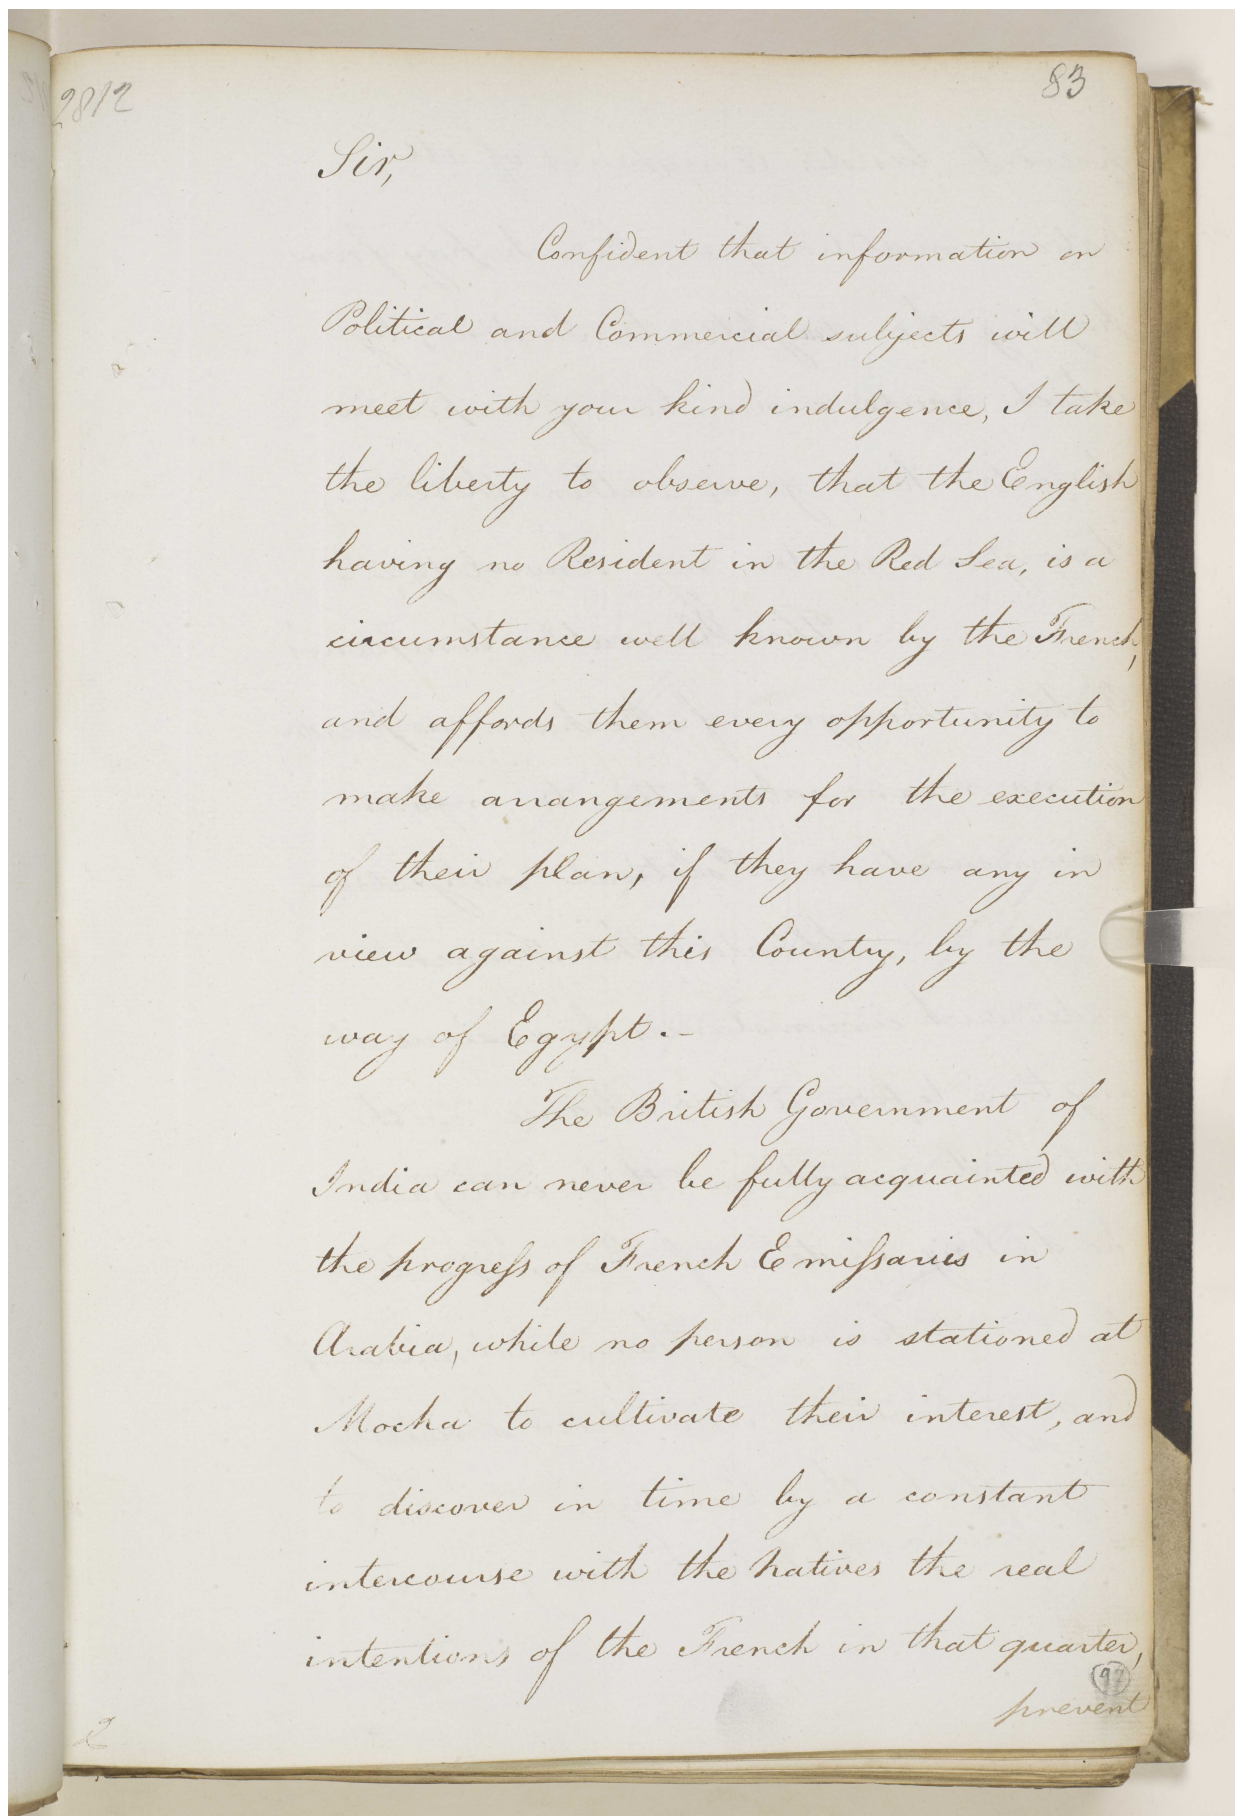 2812
83
Sir,
Confident that information on
Political and Commercial subjects will
meet with your kind indulgence, I take
the liberty to observe, that the English
having no Resident in the Red Sea, is a
circumstance well known by the French,
and affords them every opportunity to
make arrangements for the execution
of their plan, if they have any in
view against this Country, by the
way of Egypt.–
The British Government of
India can never be fully acquainted with
the progreſs of French Emiſsaries in
Arabia, while no person is stationed at
Mocha to cultivate their interest, and
to discover in time by a constant
intercourse with the Natives the real
intentions of the French in that quarter,
97
prevent
2